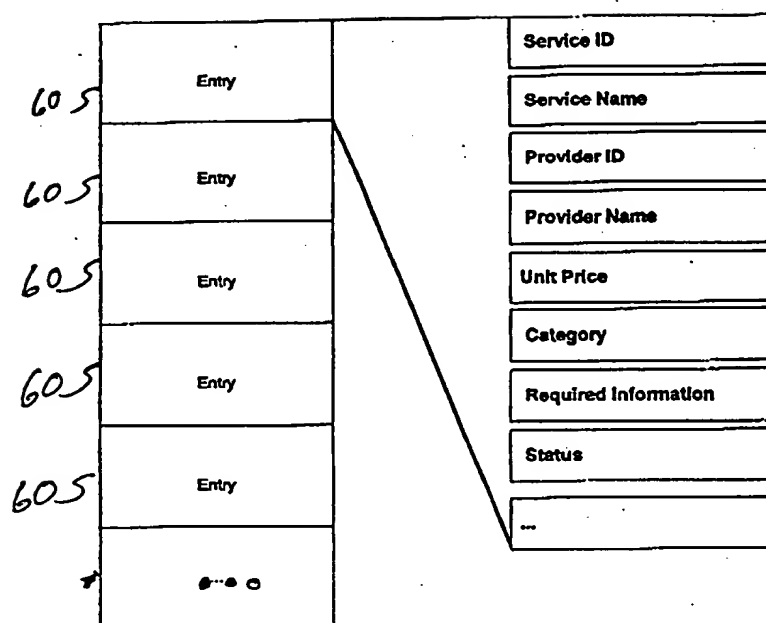 Entry
605
Entry
605
Entry
605
Entry
605
Entry
605
Service ID
Service Name
Provider ID
Provider Name
Unit Price
Category
Required Information
Status
...